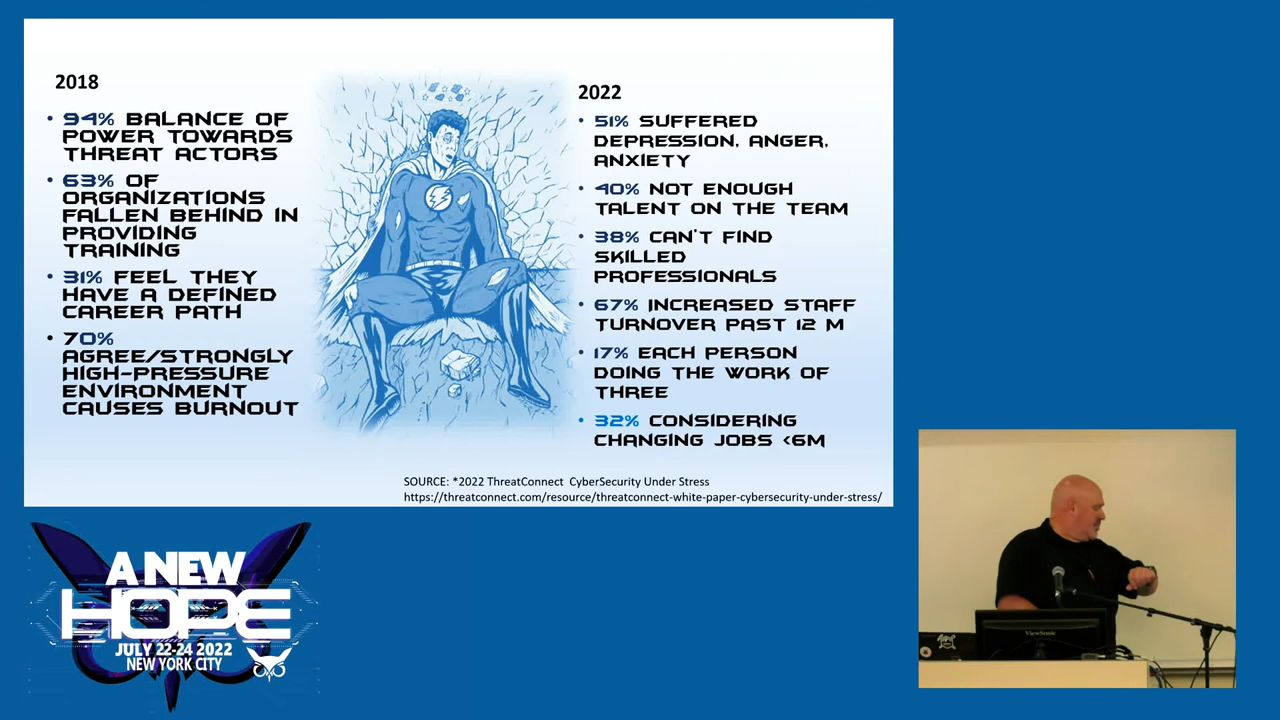 2018
• 94% BALANCE OF
POWER TOWARDS
THREAT ACTORS
• 63% OF
ORGANIZATIONS
FALLEN BEHIND IN
PROVIDING
TRAINING
• 31% FEEL THEY
HAVE A DEFINED
CAREER PATH
• 70%
AGREE/STRONGLY
HIGH-PRESSURE
ENVIRONMENT
CAUSES BURNOUT
2022
• 51% SUFFERED
DEPRESSION, ANGER,
ANXIETY
• 40% NOT ENOUGH
TALENT ON THE TEAM
• 38% CAN'T FIND
SKILLED
PROFESSIONALS
• 67% INCREASED STAFF
TURNOVER PAST 12 M
• 17% EACH PERSON
DOING THE WORK OF
THREE
• 32% CONSIDERING
CHANGING JOBS <6M
SOURCE: *2022 ThreatConnect CyberSecurity Under Stress
https://threatconnect.com/resource/threatconnect-white-paper-cybersecurity-under-stress/
A NEW
HOPE
JULY 22-24 2022
NEW YORK CITY
ViewSonic